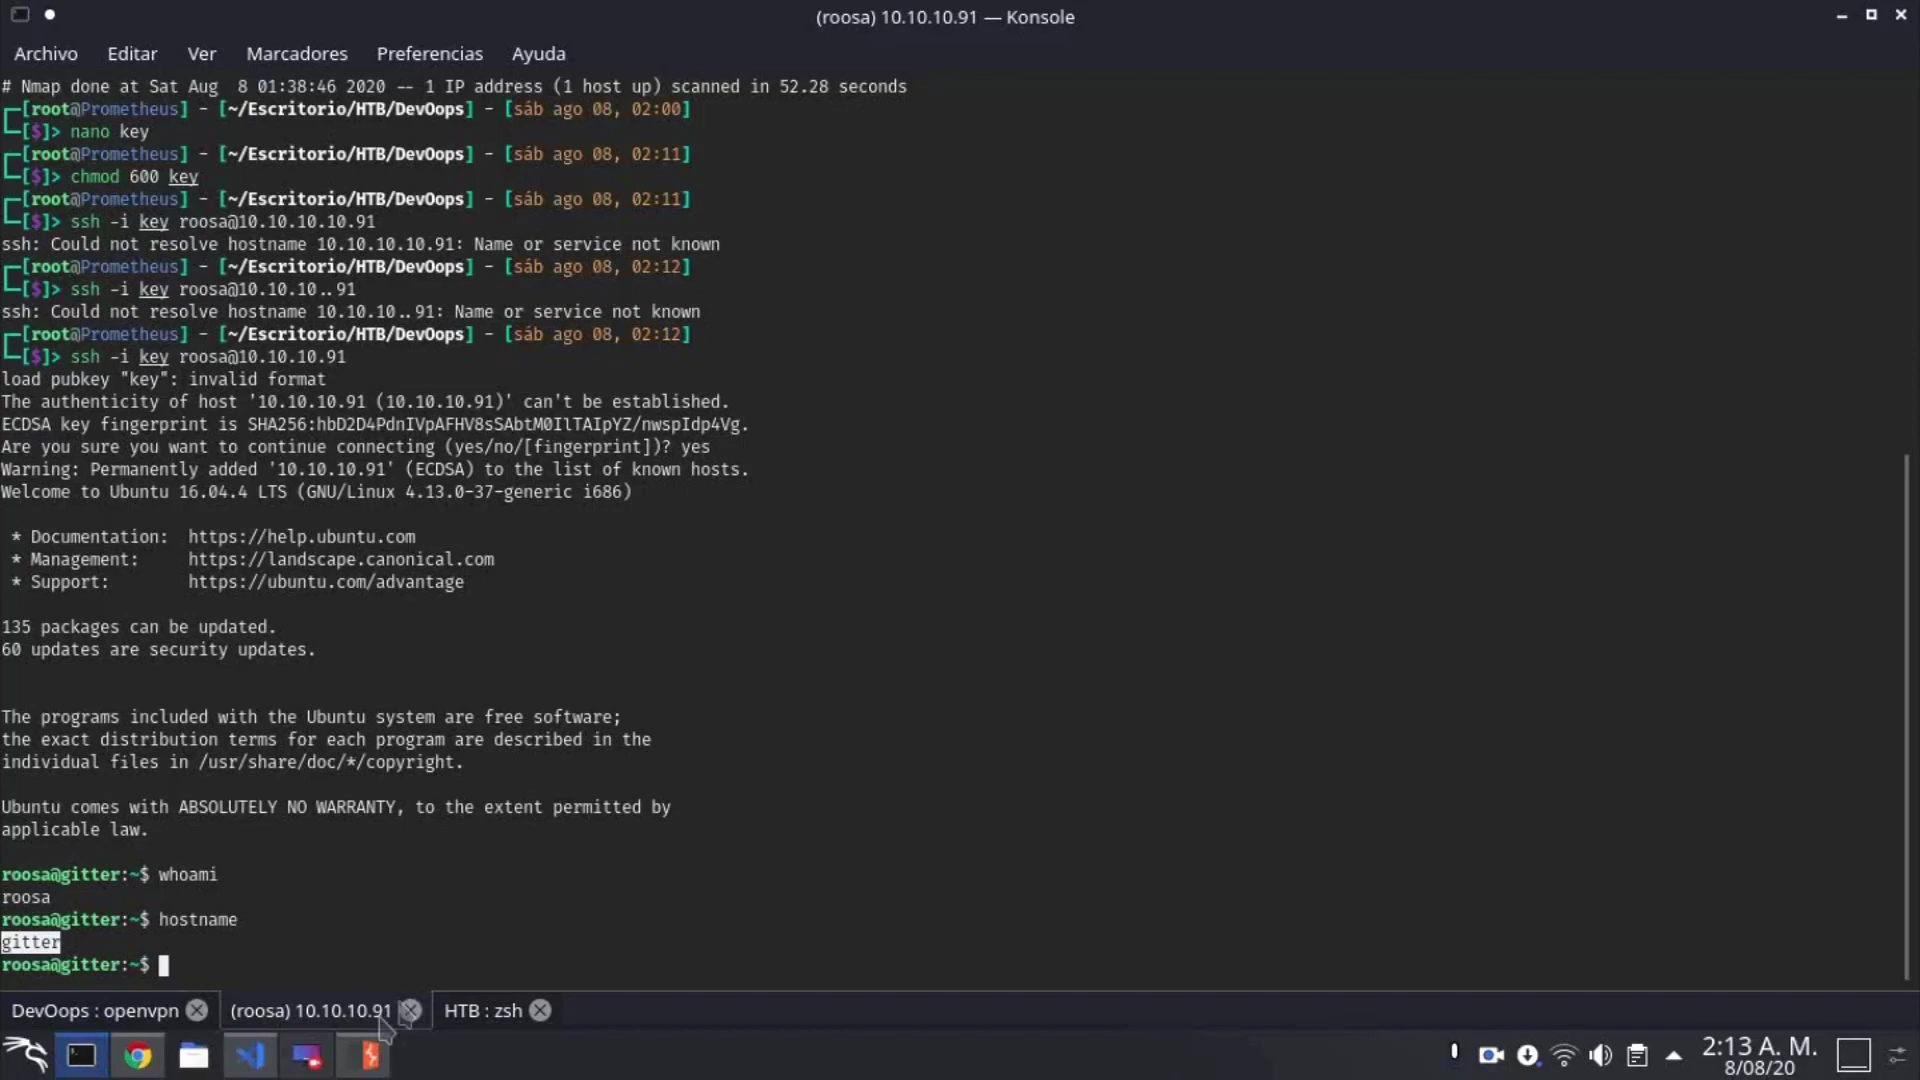 (roosa) 10.10.10.91 — Konsole
Archivo Editar Ver Marcadores Preferencias Ayuda
# Nmap done at Sat Aug  8 01:38:46 2020 -- 1 IP address (1 host up) scanned in 52.28 seconds
[root@Prometheus] - [~/Escritorio/HTB/DevOops] - [sáb ago 08, 02:00]
[$]> nano key
[root@Prometheus] - [~/Escritorio/HTB/DevOops] - [sáb ago 08, 02:11]
[$]> chmod 600 key
[root@Prometheus] - [~/Escritorio/HTB/DevOops] - [sáb ago 08, 02:11]
[$]> ssh -i key roosa@10.10.10.10.91
ssh: Could not resolve hostname 10.10.10.10.91: Name or service not known
[root@Prometheus] - [~/Escritorio/HTB/DevOops] - [sáb ago 08, 02:12]
[$]> ssh -i key roosa@10.10.10..91
ssh: Could not resolve hostname 10.10.10..91: Name or service not known
[root@Prometheus] - [~/Escritorio/HTB/DevOops] - [sáb ago 08, 02:12]
[$]> ssh -i key roosa@10.10.10.91
load pubkey "key": invalid format
The authenticity of host '10.10.10.91 (10.10.10.91)' can't be established.
ECDSA key fingerprint is SHA256:hbD2D4PdnIVpAFHV8sSAbtM0IlTAIpYZ/nwspIdp4Vg.
Are you sure you want to continue connecting (yes/no/[fingerprint])? yes
Warning: Permanently added '10.10.10.91' (ECDSA) to the list of known hosts.
Welcome to Ubuntu 16.04.4 LTS (GNU/Linux 4.13.0-37-generic i686)
* Documentation:  https://help.ubuntu.com
* Management:     https://landscape.canonical.com
* Support:        https://ubuntu.com/advantage
135 packages can be updated.
60 updates are security updates.
The programs included with the Ubuntu system are free software;
the exact distribution terms for each program are described in the
individual files in /usr/share/doc/*/copyright.
Ubuntu comes with ABSOLUTELY NO WARRANTY, to the extent permitted by
applicable law.
roosa@gitter:~$ whoami
roosa
roosa@gitter:~$ hostname
gitter
roosa@gitter:~$
DevOops : openvpn (roosa) 10.10.10.91 HTB : zsh
2:13 A. M.
8/08/20